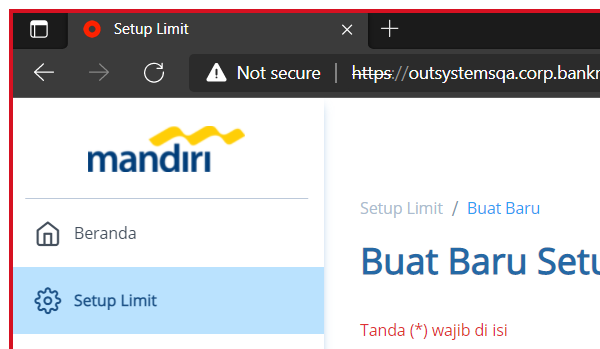 Setup Limit
Not secure
https://outsystemsqa.corp.bank
mandiri
Beranda
Setup Limit
Setup Limit / Buat Baru
Buat Baru Setu
Tanda (*) wajib di isi